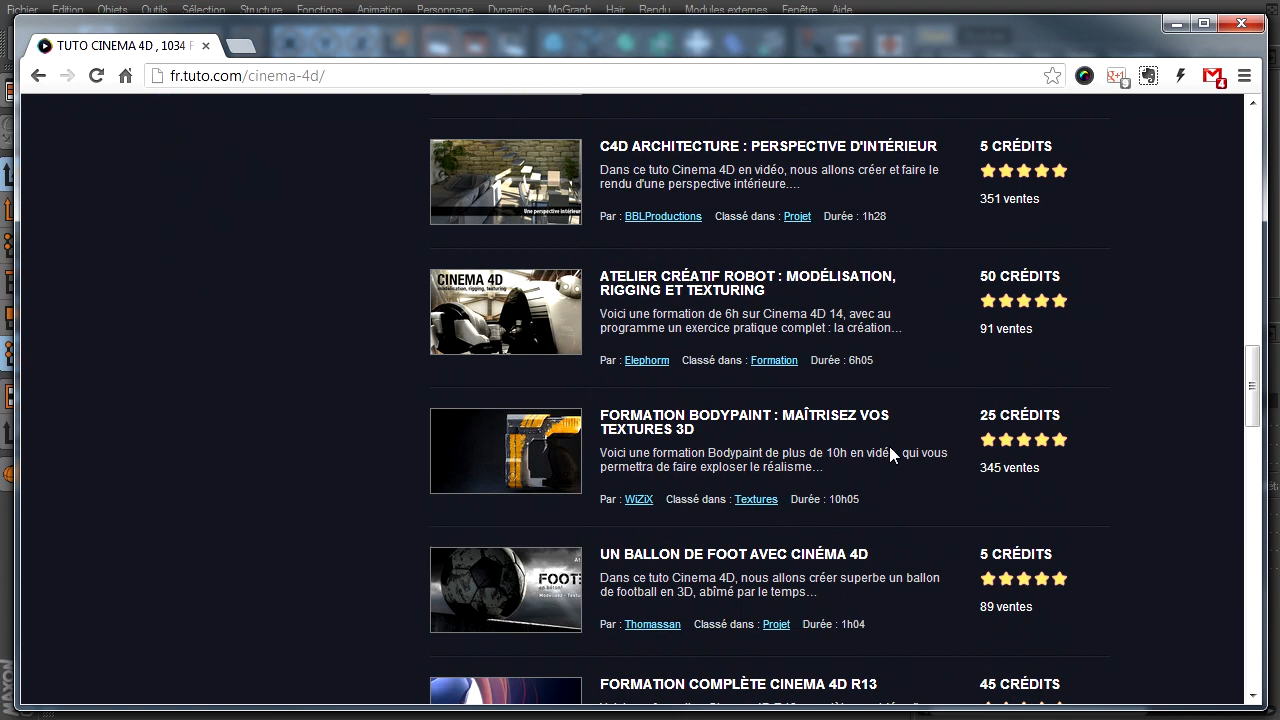 Fichier Edition Objets Outils Sélection Structure Fonctions Animation Personnage Dynamics MoGraph Hair Rendu Modules externes Fenêtre Aide
TUTO CINEMA 4D , 1034 F
fr.tuto.com/cinema-4d/
C4D ARCHITECTURE : PERSPECTIVE D'INTÉRIEUR
5 CRÉDITS
Dans ce tuto Cinema 4D en vidéo, nous allons créer et faire le
rendu d'une perspective intérieure....
351 ventes
Une perspective intérieur
Par : BBLProductions Classé dans : Projet Durée : 1h28
CINEMA 4D
modélisation, rigging, texturing
ATELIER CRÉATIF ROBOT : MODÉLISATION,
RIGGING ET TEXTURING
50 CRÉDITS
Voici une formation de 6h sur Cinema 4D 14, avec au
programme un exercice pratique complet : la création...
91 ventes
Par : Elephorm Classé dans : Formation Durée : 6h05
FORMATION BODYPAINT : MAÎTRISEZ VOS
TEXTURES 3D
25 CRÉDITS
Voici une formation Bodypaint de plus de 10h en vidéo qui vous
permettra de faire exploser le réalisme...
345 ventes
Par : WiZiX Classé dans : Textures Durée : 10h05
UN BALLON DE FOOT AVEC CINÉMA 4D
5 CRÉDITS
Dans ce tuto Cinema 4D, nous allons créer superbe un ballon
de football en 3D, abîmé par le temps...
89 ventes
FOOT
en béton!
Par : Thomassan Classé dans : Projet Durée : 1h04
FORMATION COMPLÈTE CINEMA 4D R13
45 CRÉDITS
MAXON